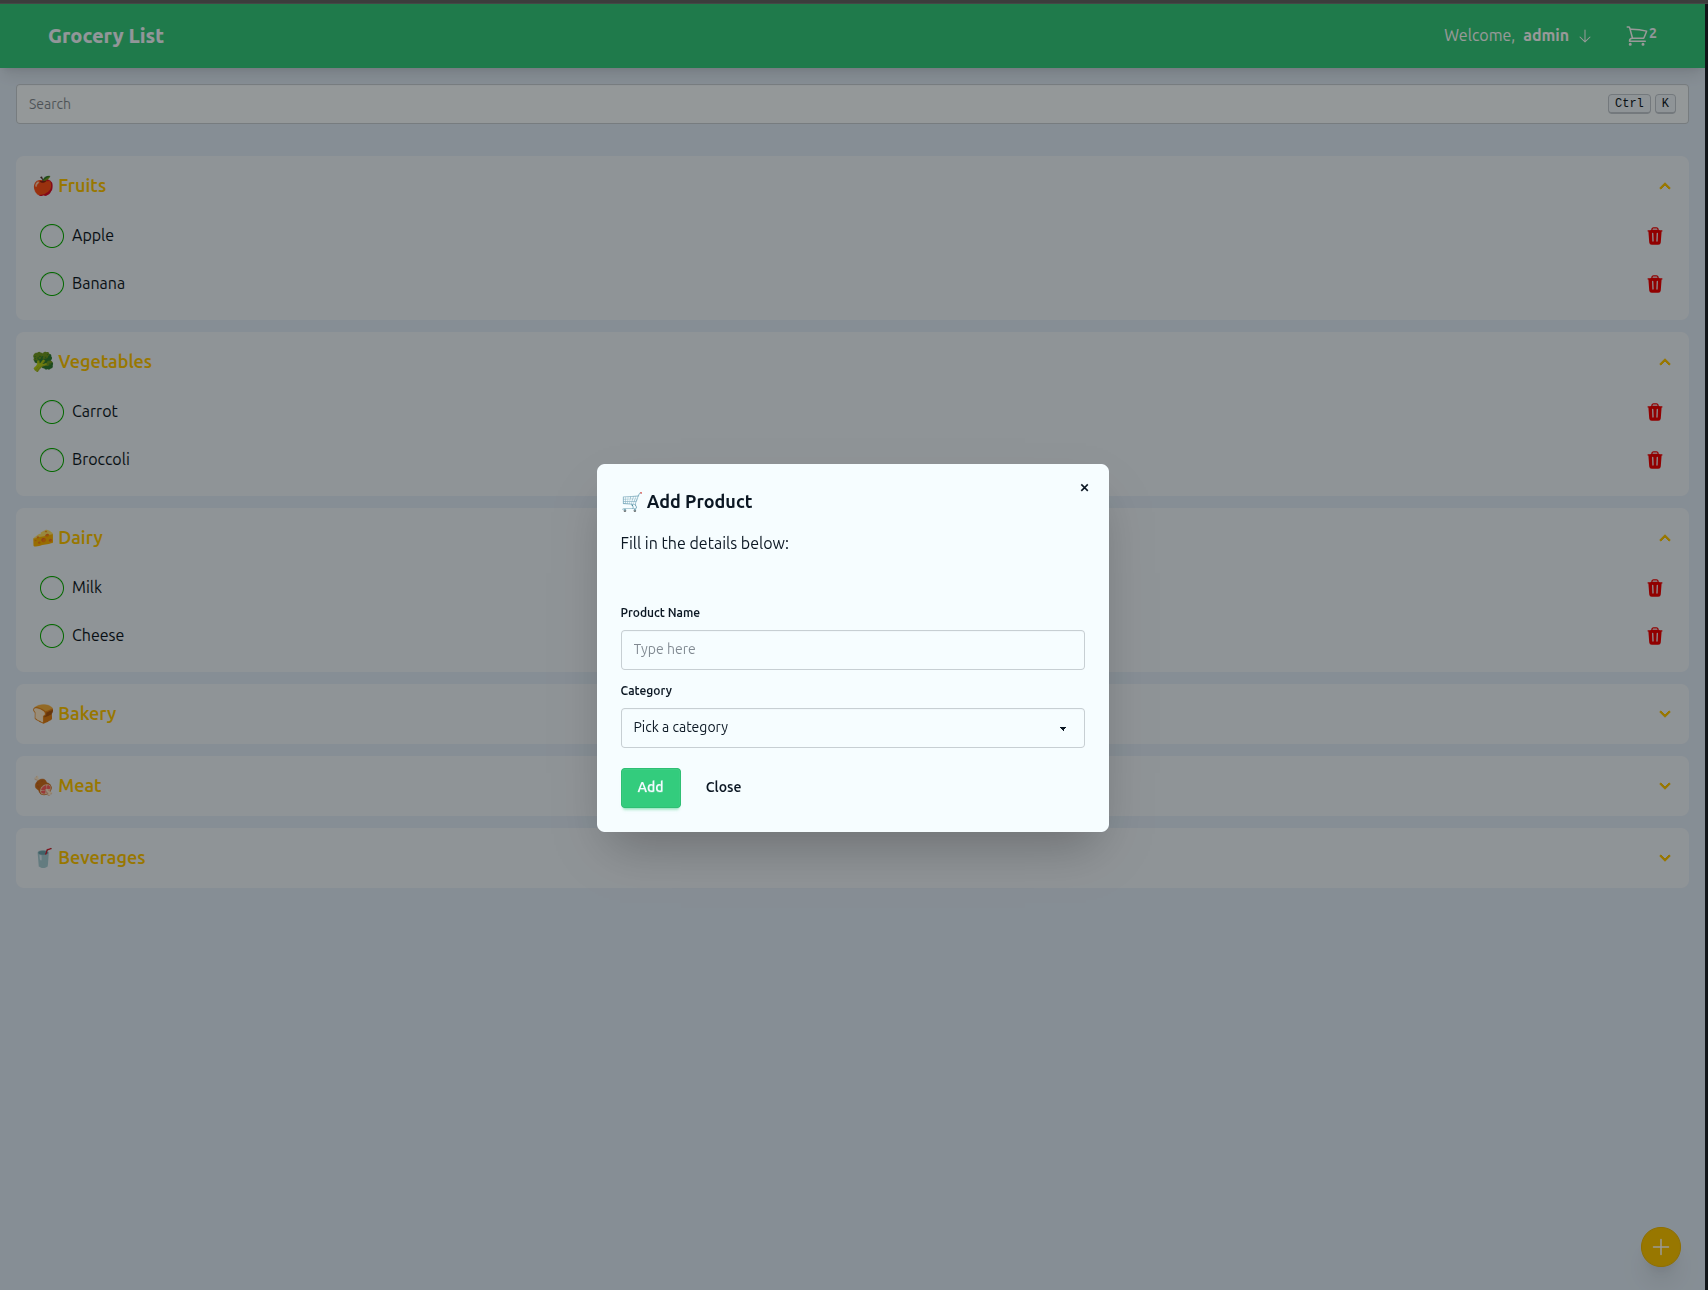 Grocery List
Welcome, admin
2
Search
Ctrl K
Fruits
Apple
Banana
Vegetables
Carrot
Broccoli
Dairy
Milk
Cheese
Bakery
Meat
Beverages
Add Product
Fill in the details below:
Product Name
Type here
Category
Pick a category
Add Close